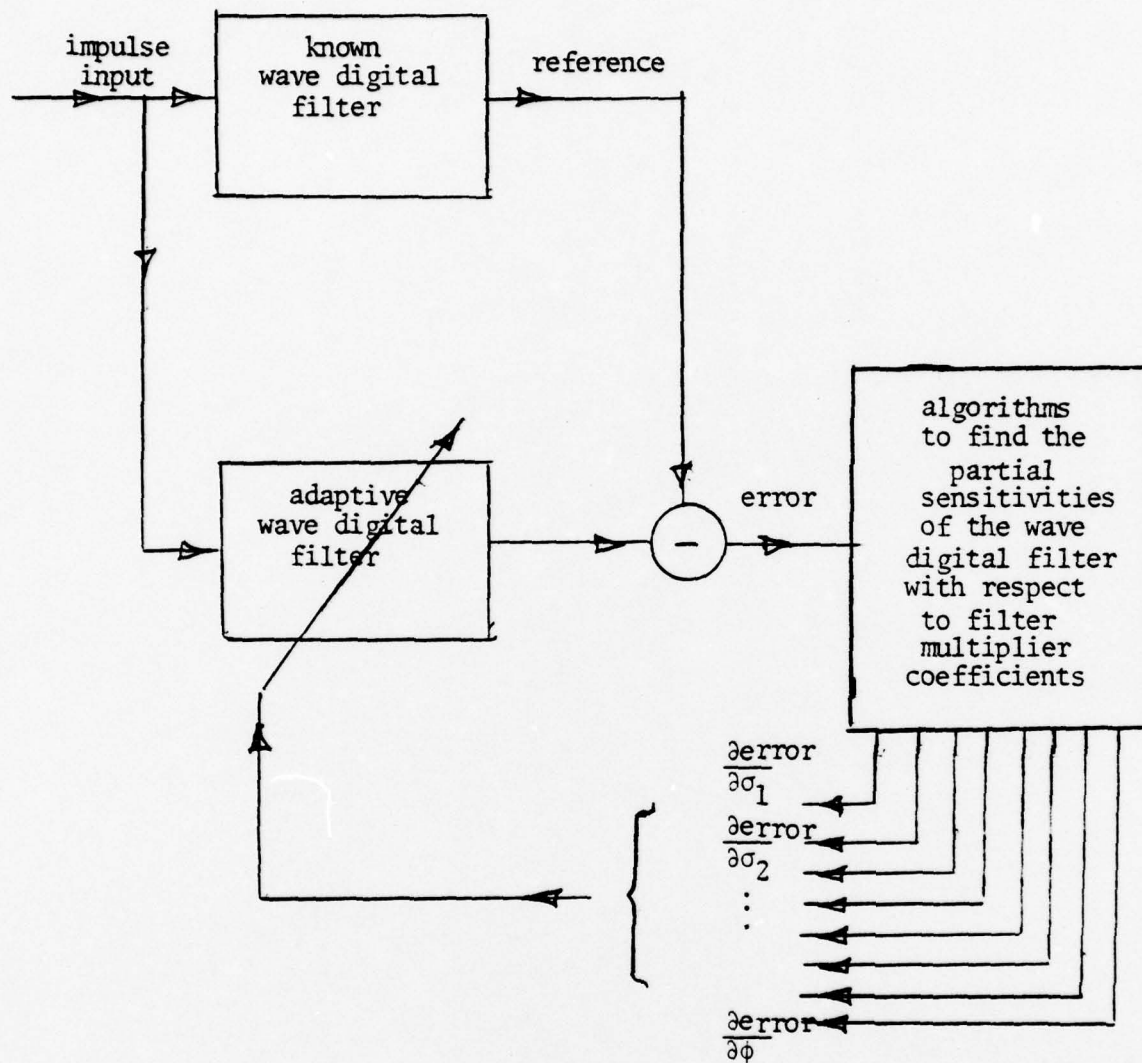 impulse
input
known
wave digital
filter
reference
adaptive
wave digital
filter
-
error
algorithms
to find the
partial
sensitivities
of the wave
digital filter
with respect
to filter
multiplier
coefficients
∂error
∂σ1
∂error
∂σ2
⋮
∂error
∂φ